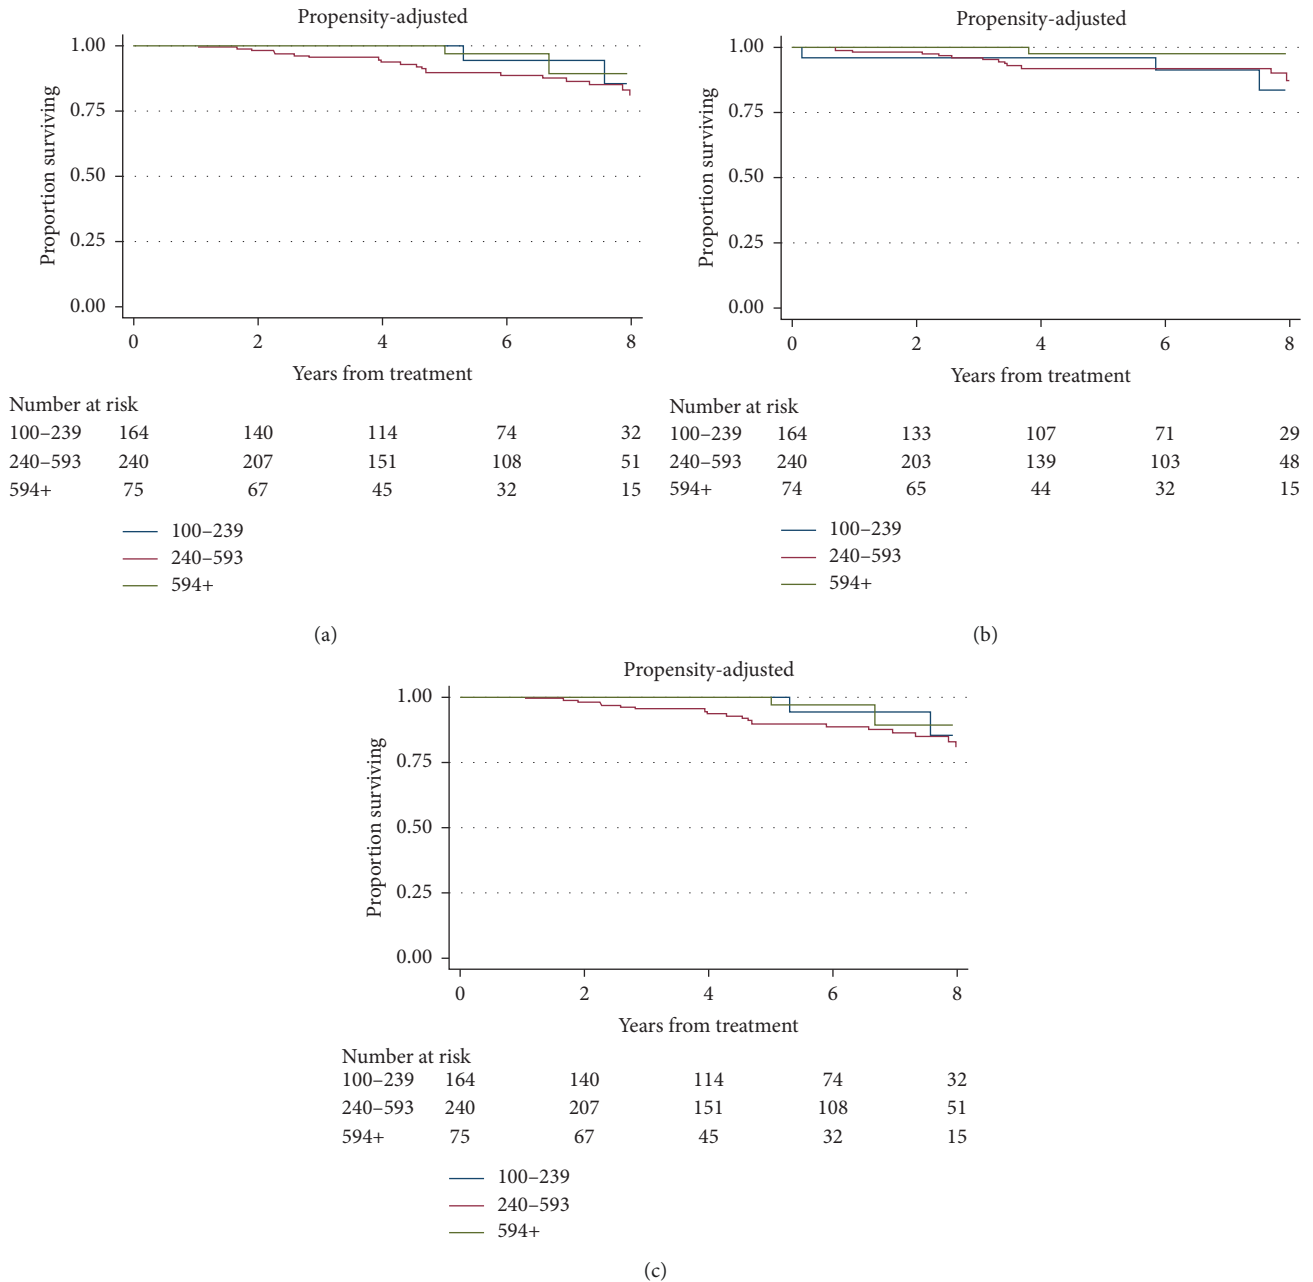 Propensity-adjusted
1.00
0.75
0.50
0.25
0.00
Proportion surviving
0 2 4 6 8
Years from treatment
Number at risk
100–239 164 140 114 74 32
240–593 240 207 151 108 51
594+ 75 67 45 32 15
100–239
240–593
594+
(a)
Propensity-adjusted
1.00
0.75
0.50
0.25
0.00
Proportion surviving
0 2 4 6 8
Years from treatment
Number at risk
100–239 164 133 107 71 29
240–593 240 203 139 103 48
594+ 74 65 44 32 15
100–239
240–593
594+
(b)
Propensity-adjusted
1.00
0.75
0.50
0.25
0.00
Proportion surviving
0 2 4 6 8
Years from treatment
Number at risk
100–239 164 140 114 74 32
240–593 240 207 151 108 51
594+ 75 67 45 32 15
100–239
240–593
594+
(c)